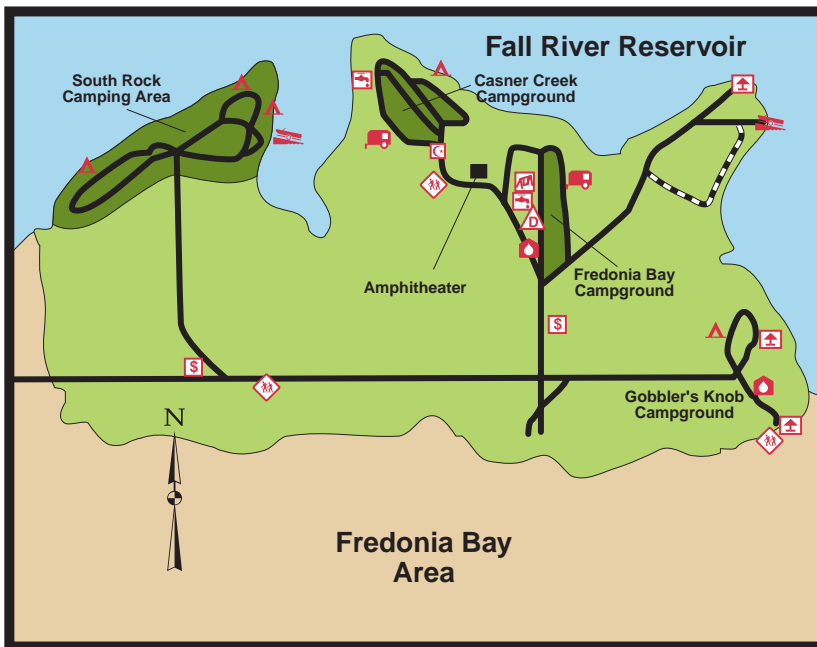 Fall River Reservoir
South Rock
Camping Area
Casner Creek
Campground
D
Amphitheater
Fredonia Bay
Campground
$
$
Gobbler's Knob
Campground
N
Fredonia Bay
Area